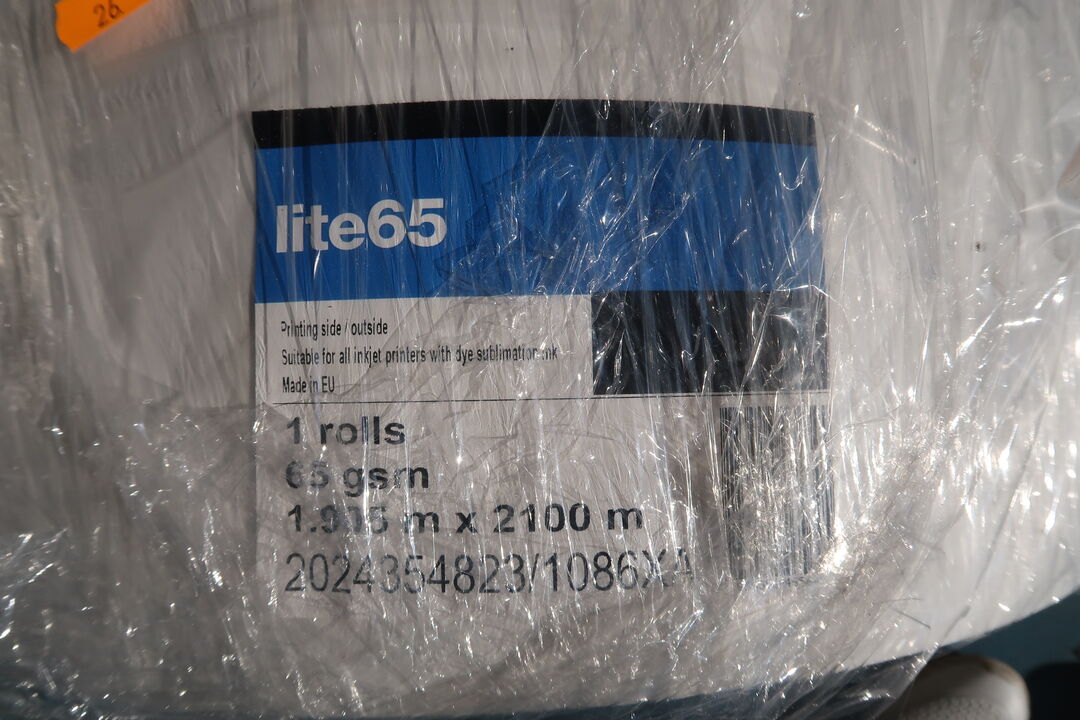 26
lite65
Printing side / outside
Suitable for all inkjet printers with dye sublimation ink
Made in EU
1 rolls
65 gsm
m x 2100 m